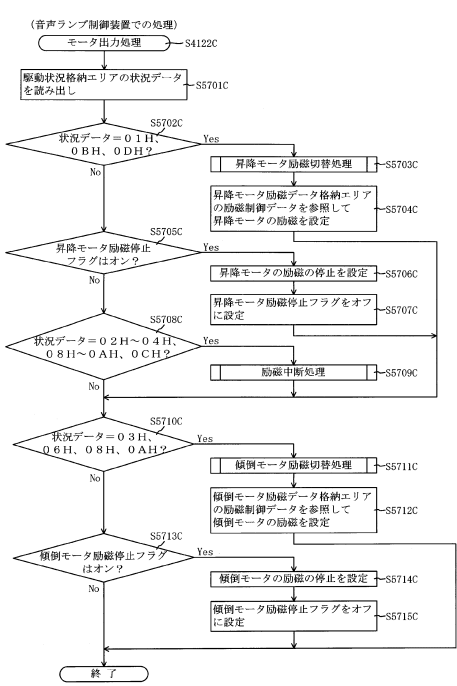 (音声ランプ制御装置での処理)
モータ出力処理
S4122C
駆動状況格納エリアの状況データ
を読み出し
S5701C
S5702C
状況データ=01H、
0BH、0DH?
Yes
No
昇降モータ励磁切替処理
S5703C
昇降モータ励磁データ格納エリア
の励磁制御データを参照して
昇降モータの励磁を設定
S5704C
S5705C
昇降モータ励磁停止
フラグはオン?
Yes
No
昇降モータの励磁の停止を設定
S5706C
昇降モータ励磁停止フラグをオフ
に設定
S5707C
S5708C
状況データ=02H~04H、
08H~0AH、0CH?
Yes
No
励磁中断処理
S5709C
S5710C
状況データ=03H、
06H、08H、0AH?
Yes
No
傾倒モータ励磁切替処理
S5711C
傾倒モータ励磁データ格納エリア
の励磁制御データを参照して
傾倒モータの励磁を設定
S5712C
S5713C
傾倒モータ励磁停止フラグ
はオン?
Yes
No
傾倒モータの励磁の停止を設定
S5714C
傾倒モータ励磁停止フラグをオフ
に設定
S5715C
終了